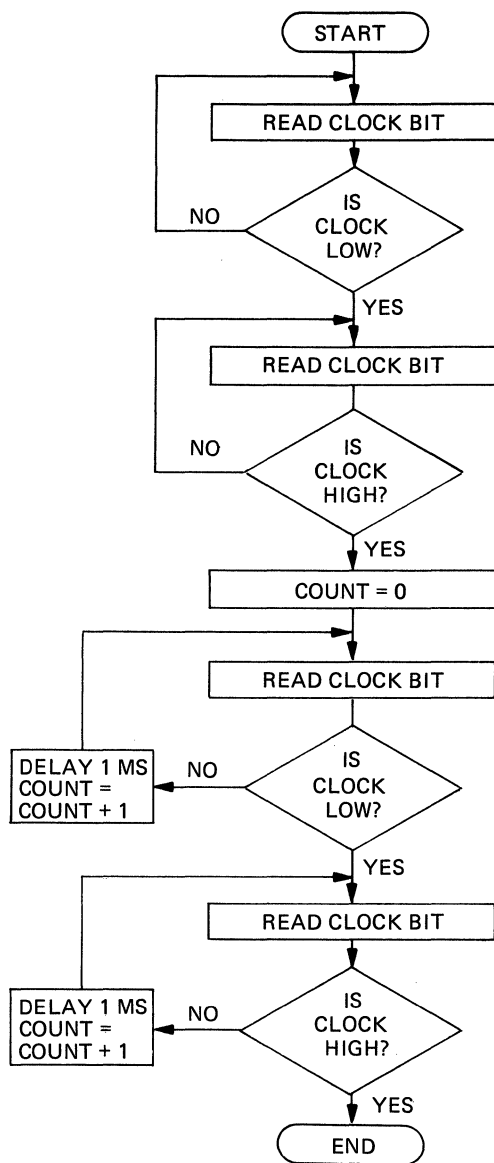 START
READ CLOCK BIT
IS
CLOCK
LOW?
NO
YES
READ CLOCK BIT
IS
CLOCK
HIGH?
NO
YES
COUNT = 0
READ CLOCK BIT
IS
CLOCK
LOW?
NO
DELAY 1 MS
COUNT =
COUNT + 1
YES
READ CLOCK BIT
IS
CLOCK
HIGH?
NO
DELAY 1 MS
COUNT =
COUNT + 1
YES
END